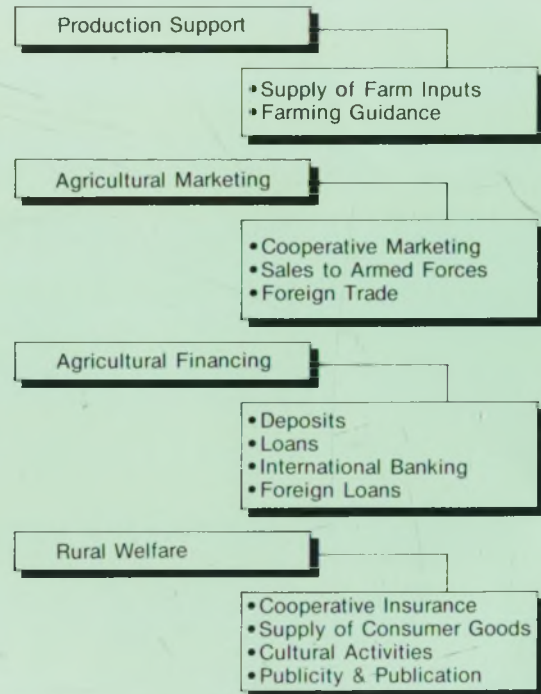 Production Support
• Supply of Farm Inputs
• Farming Guidance
Agricultural Marketing
• Cooperative Marketing
• Sales to Armed Forces
• Foreign Trade
Agricultural Financing
• Deposits
• Loans
• International Banking
• Foreign Loans
Rural Welfare
• Cooperative Insurance
• Supply of Consumer Goods
• Cultural Activities
• Publicity & Publication